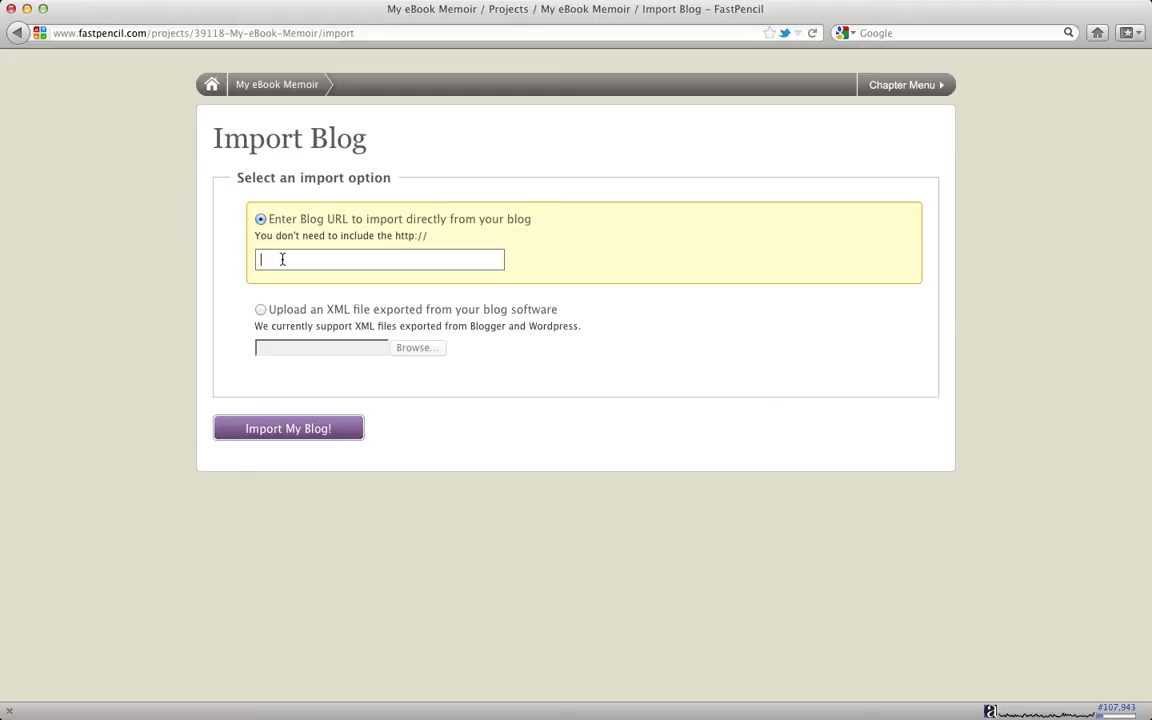 My eBook Memoir / Projects / My eBook Memoir / Import Blog – FastPencil
www.fastpencil.com/projects/39118-My-eBook-Memoir/import
Google
My eBook Memoir
Chapter Menu
Import Blog
Select an import option
Enter Blog URL to import directly from your blog
You don't need to include the http://
Upload an XML file exported from your blog software
We currently support XML files exported from Blogger and Wordpress.
Browse...
Import My Blog!
#107,943